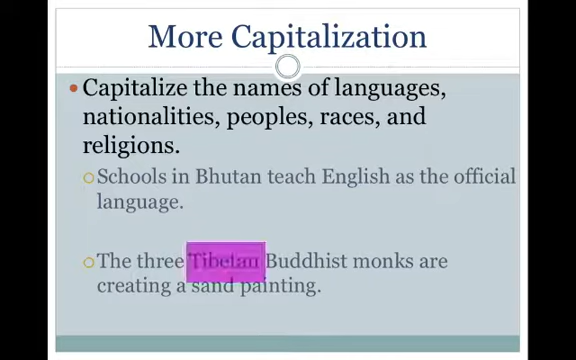 More Capitalization
• Capitalize the names of languages,
nationalities, peoples, races, and
religions.
○ Schools in Bhutan teach English as the official
language.
○ The three Tibetan Buddhist monks are
creating a sand painting.